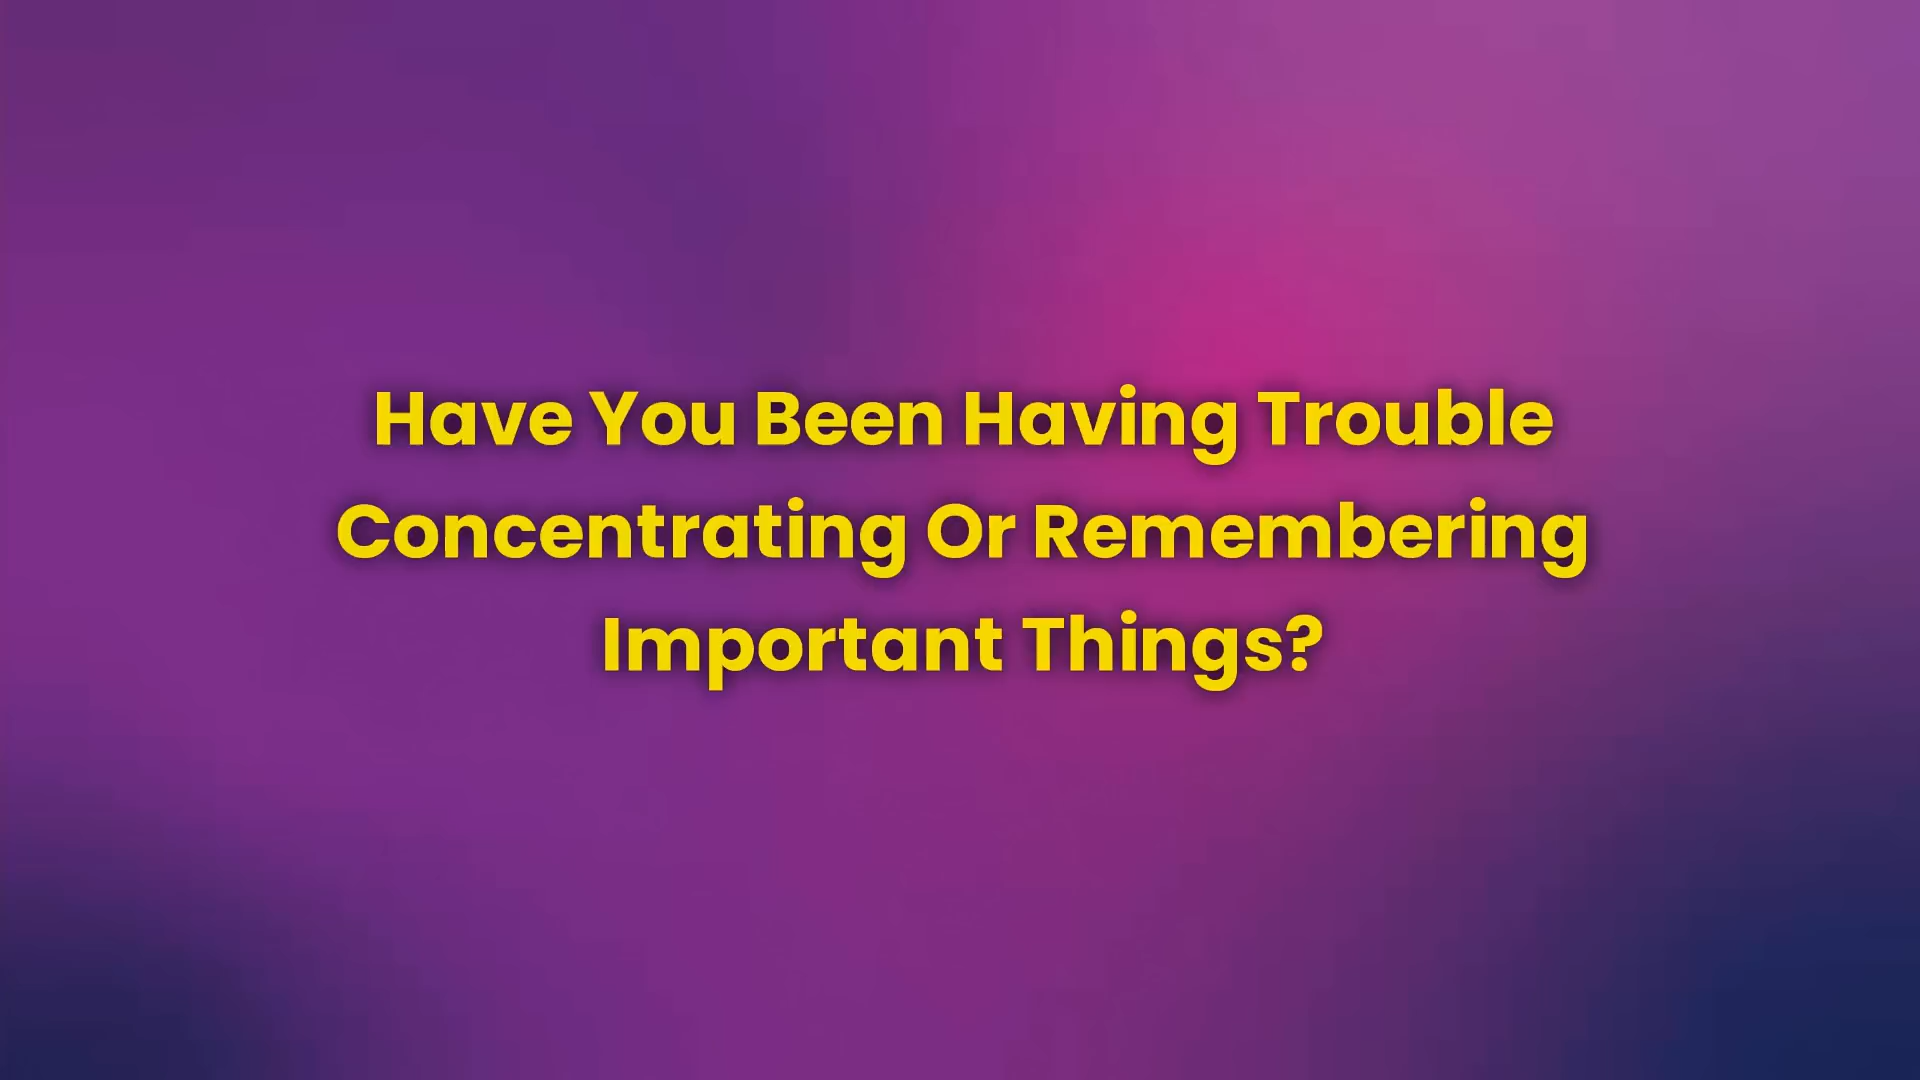 Have You Been Having Trouble
Concentrating Or Remembering
Important Things?